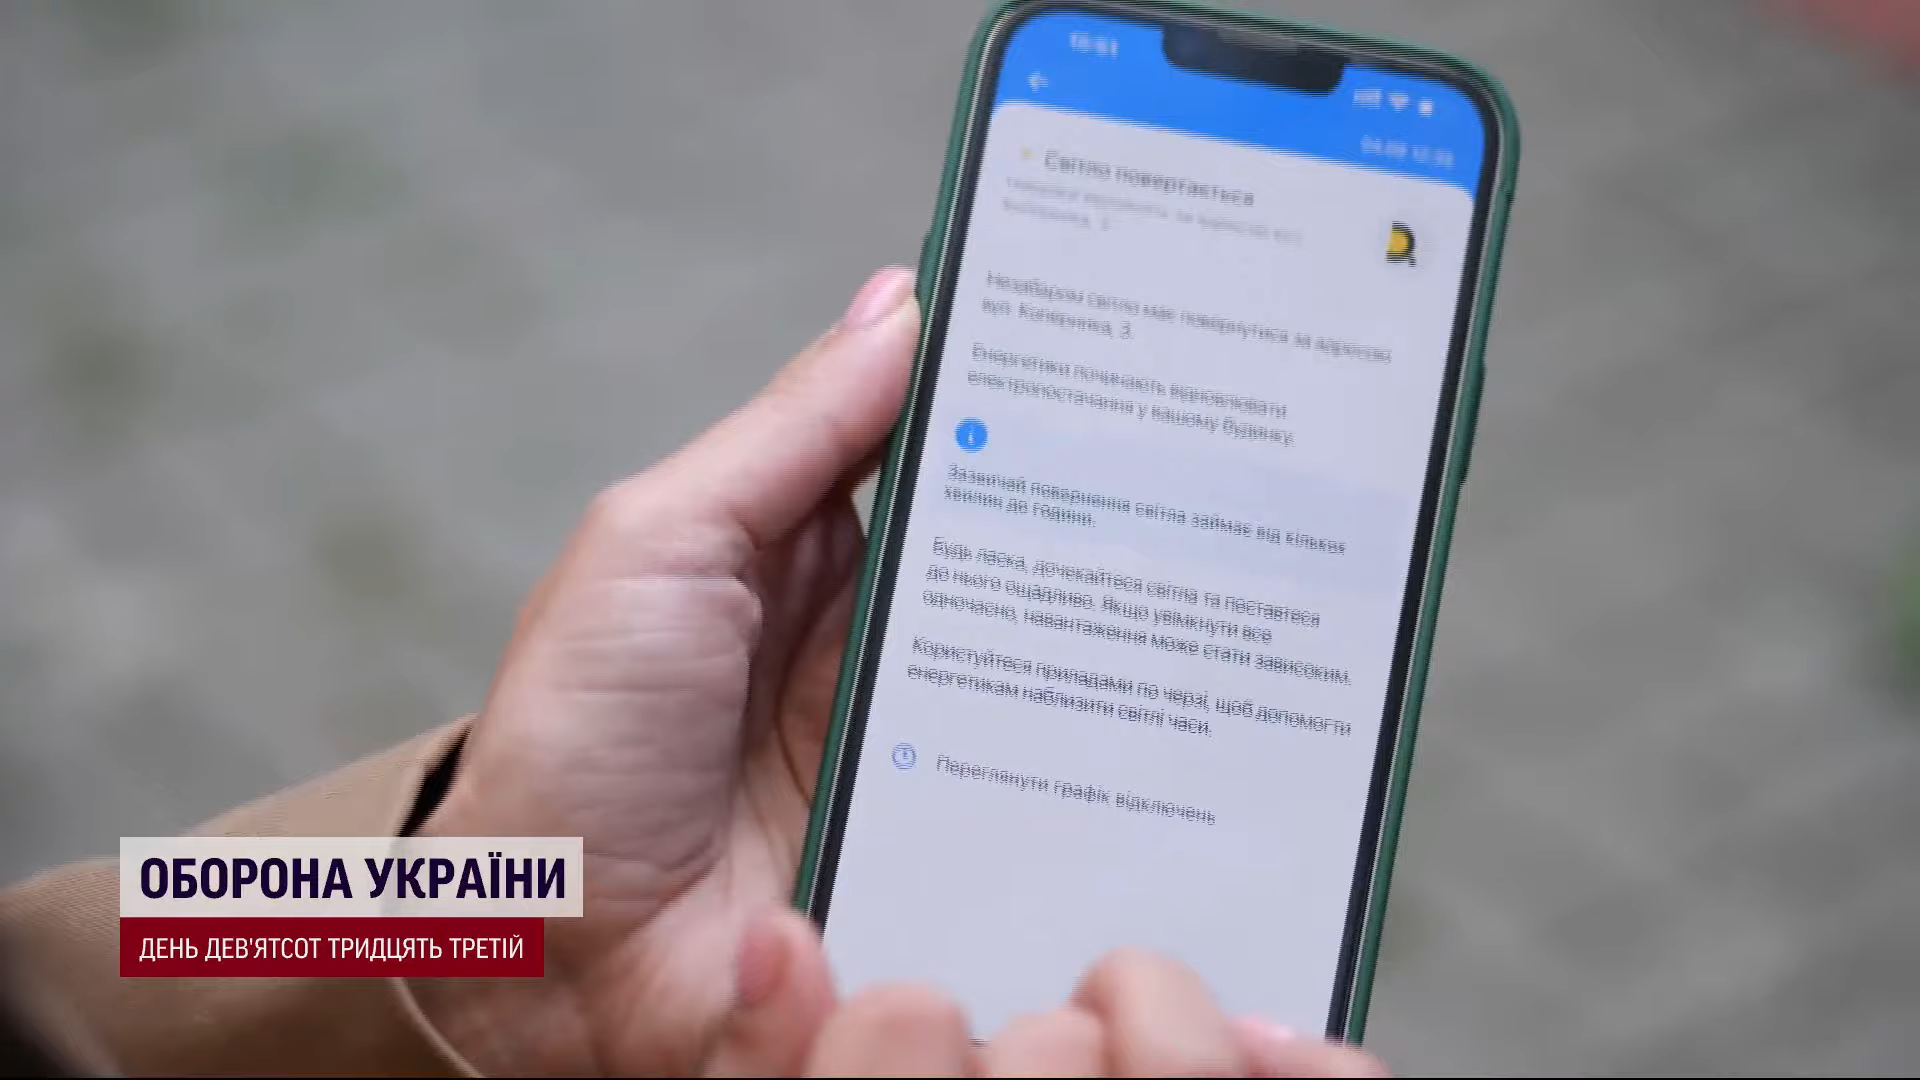 Світло повертається
Незабаром світло має повернутися за адресою
вул. Коперника, 3.
Енергетики починають відновлювати
електропостачання у вашому будинку.
Зазвичай повернення світла займає від кількох
хвилин до години.
Будь ласка, дочекайтеся світла та поставтеся
до нього ощадливо. Якщо увімкнути все
одночасно, навантаження може стати зависоким.
Користуйтеся приладами по черзі, щоб допомогти
енергетикам наблизити світлі часи.
Переглянути графік відключень
ОБОРОНА УКРАЇНИ
ДЕНЬ ДЕВ'ЯТСОТ ТРИДЦЯТЬ ТРЕТІЙ